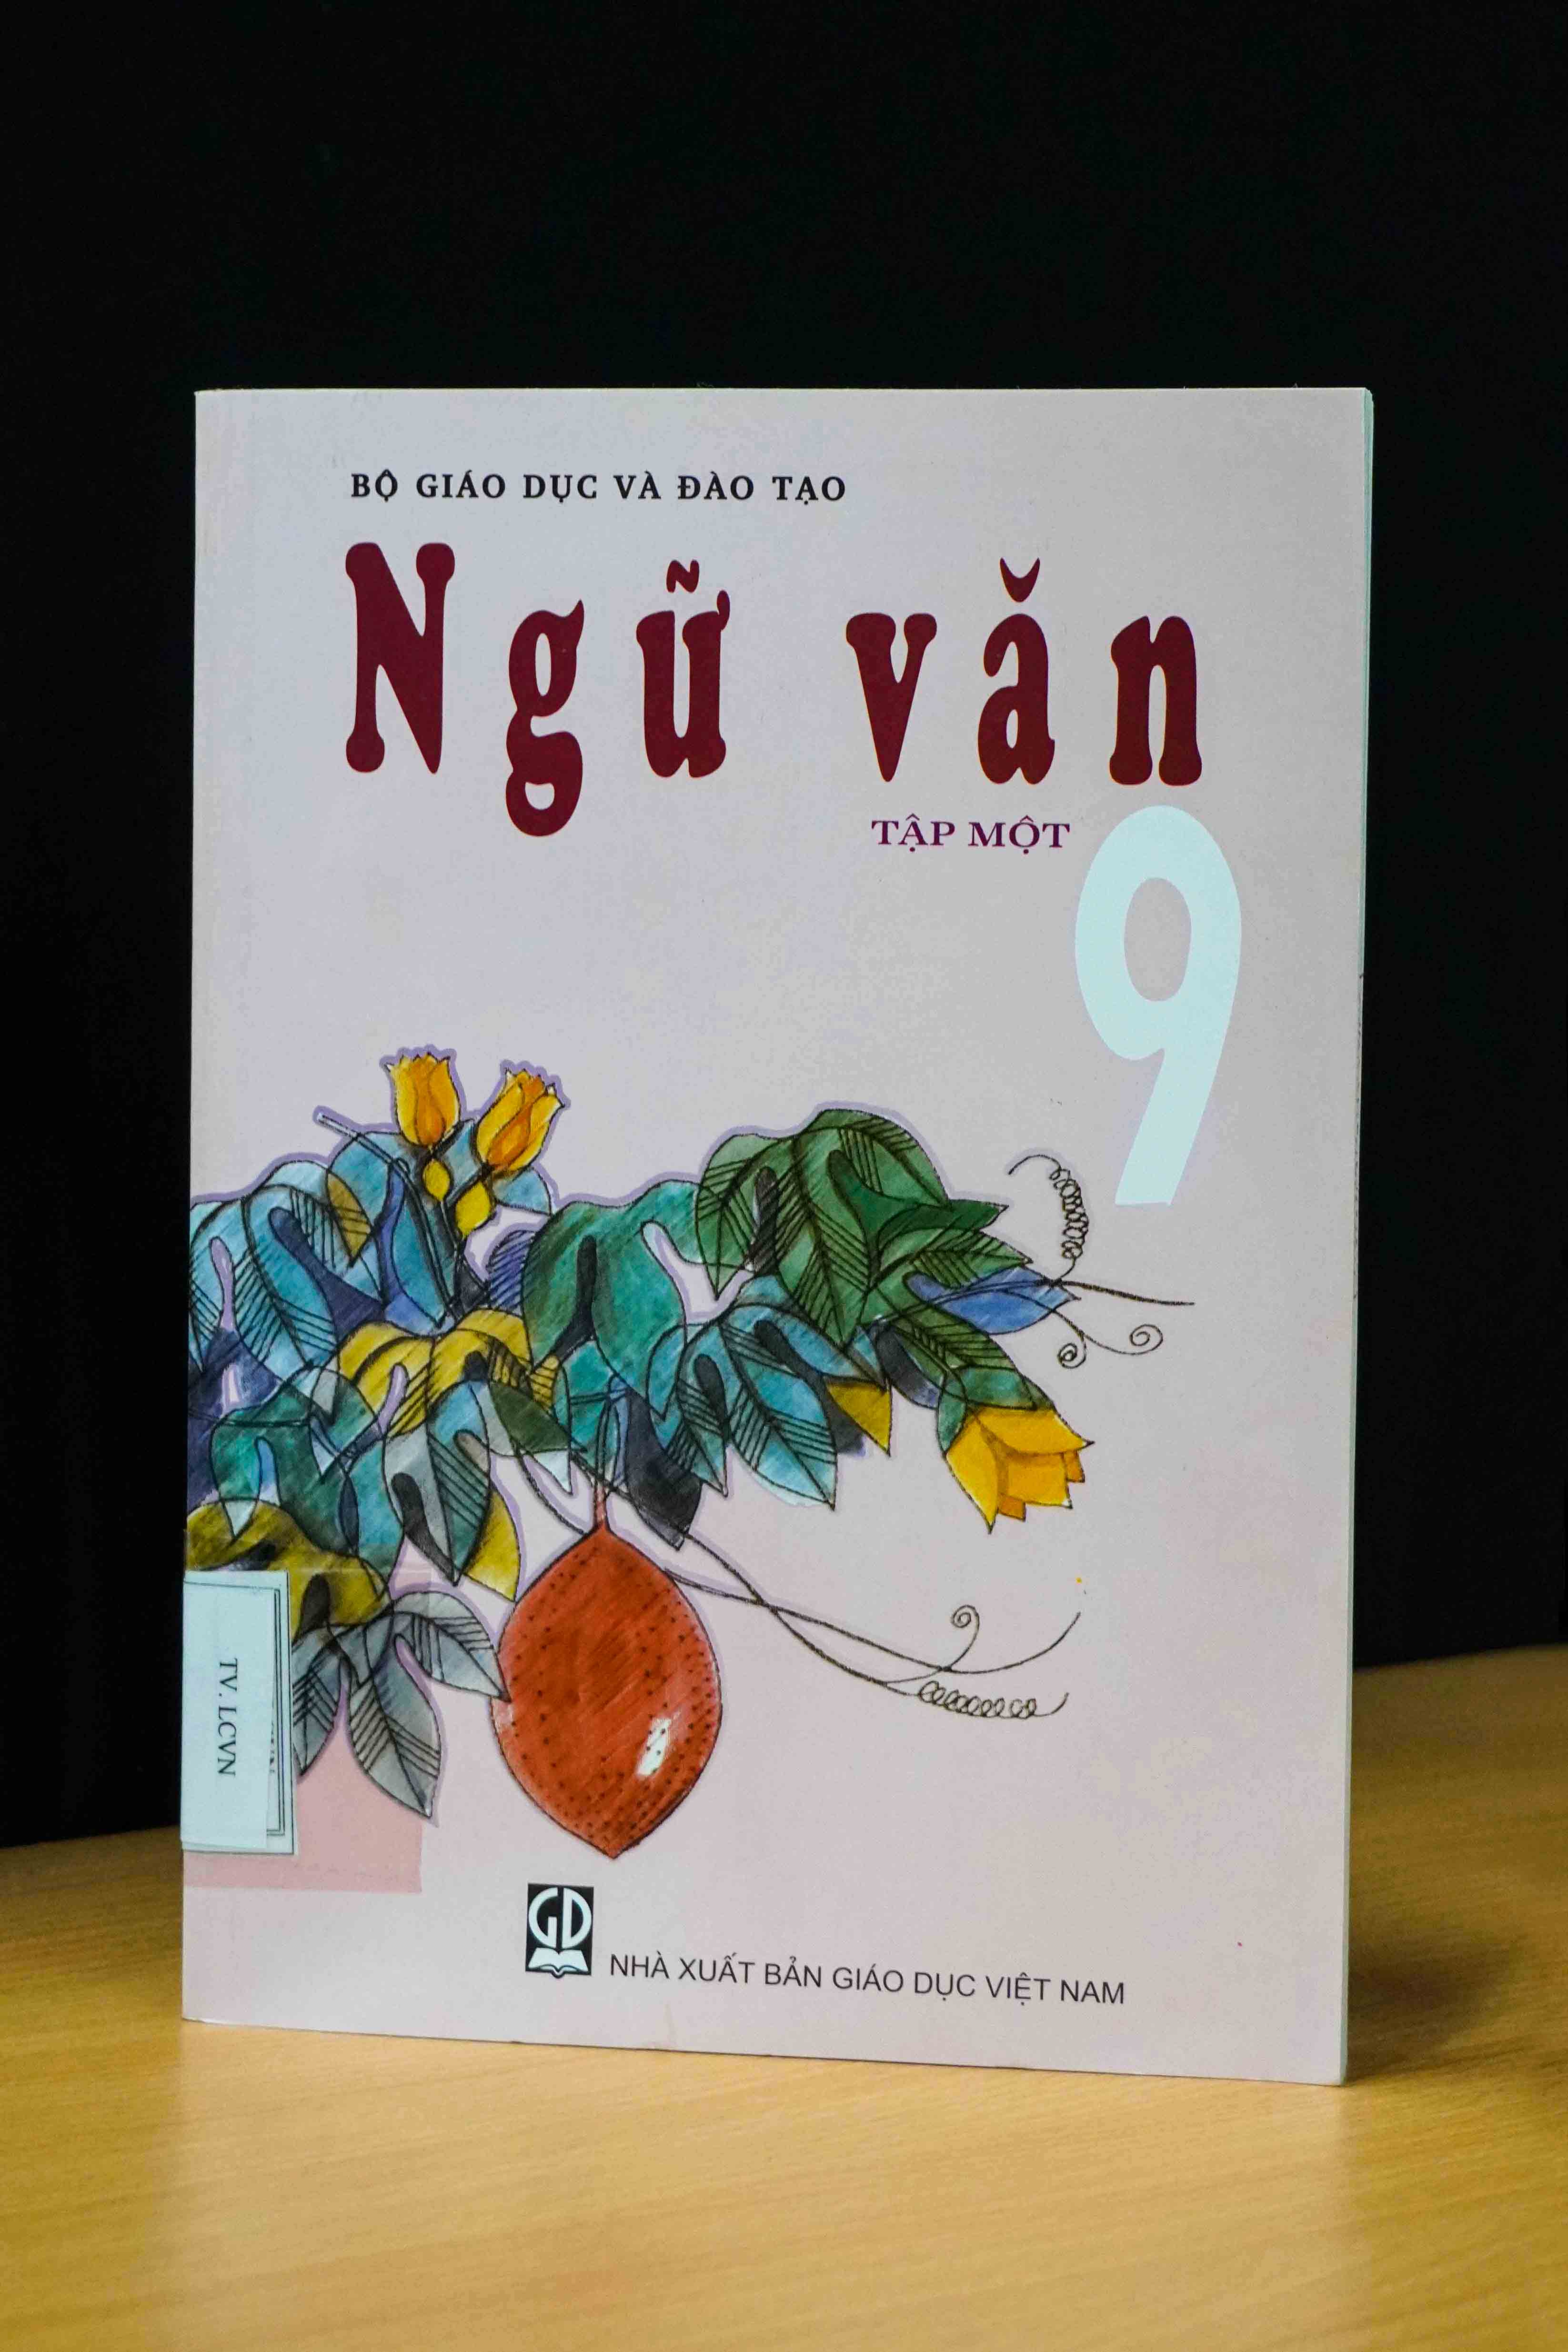 BỘ GIÁO DỤC VÀ ĐÀO TẠO
Ngữ văn
TẬP MỘT
9
TV. LCVN
GD
NHÀ XUẤT BẢN GIÁO DỤC VIỆT NAM